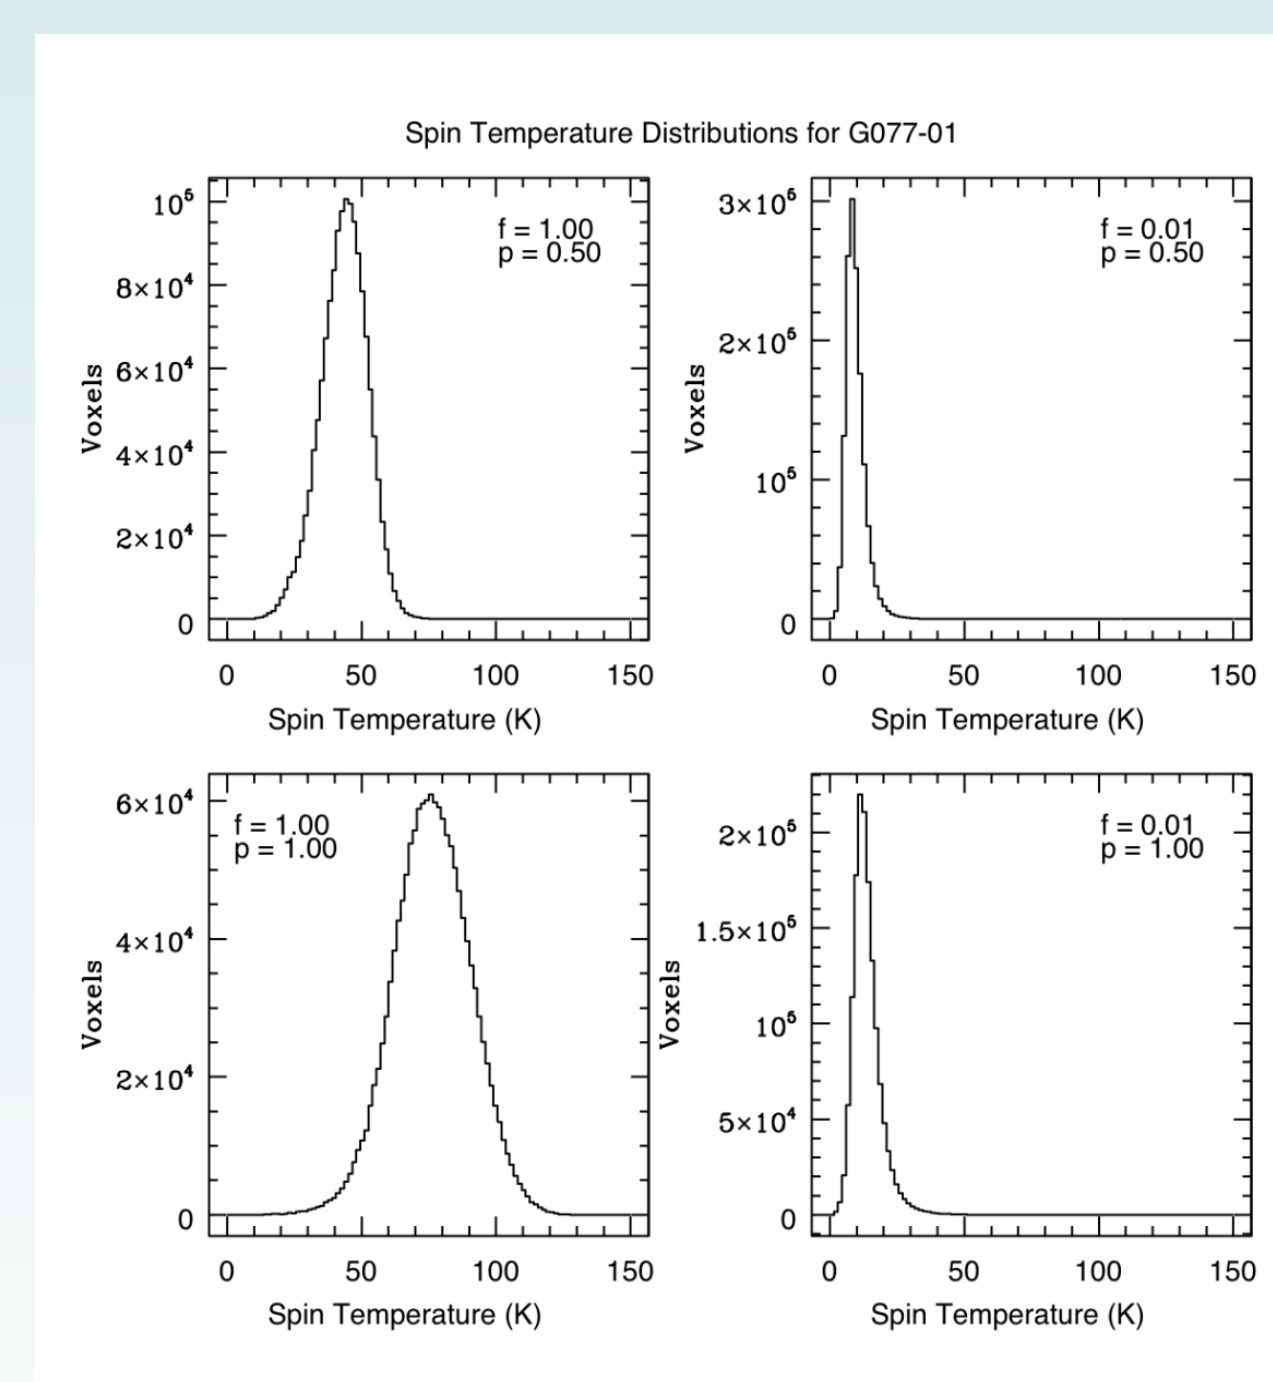 Spin Temperature Distributions for G077-01
10⁵
8×10⁴
6×10⁴
4×10⁴
2×10⁴
0
Voxels
f = 1.00
p = 0.50
0 50 100 150
Spin Temperature (K)
3×10⁵
2×10⁵
10⁵
0
Voxels
f = 0.01
p = 0.50
0 50 100 150
Spin Temperature (K)
6×10⁴
4×10⁴
2×10⁴
0
Voxels
f = 1.00
p = 1.00
0 50 100 150
Spin Temperature (K)
2×10⁵
1.5×10⁵
10⁵
5×10⁴
0
Voxels
f = 0.01
p = 1.00
0 50 100 150
Spin Temperature (K)